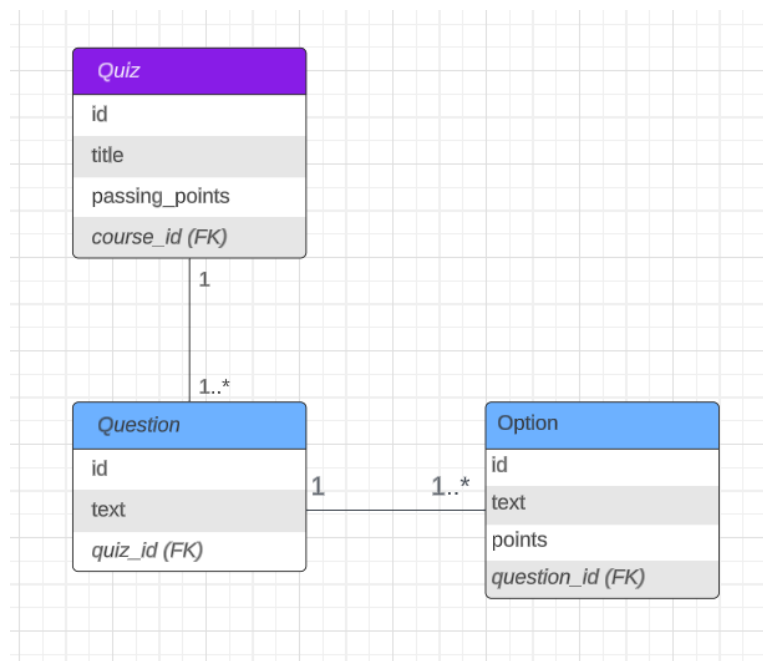 Quiz
id
title
passing_points
course_id (FK)
1
1..*
Question
id
text
quiz_id (FK)
1
1..*
Option
id
text
points
question_id (FK)